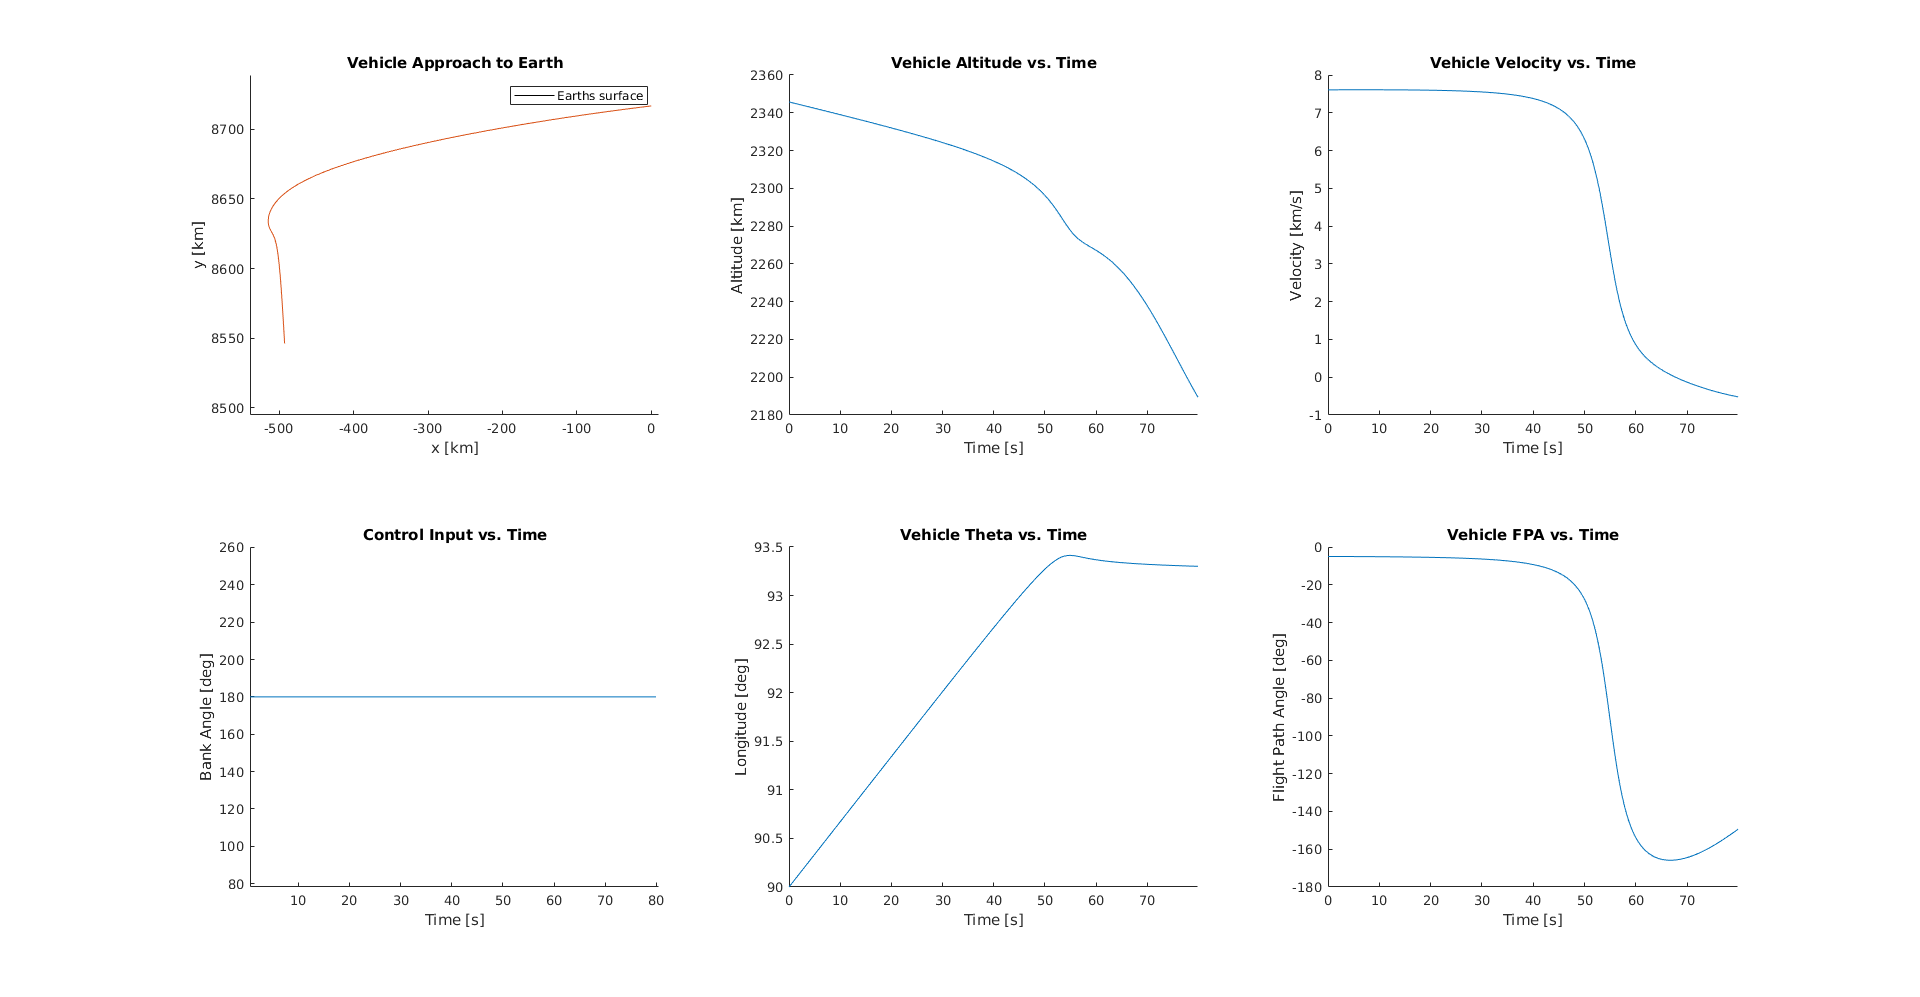 Vehicle Approach to Earth
Earths surface
8700
8650
8600
8550
8500
y [km]
-500 -400 -300 -200 -100 0
x [km]
Vehicle Altitude vs. Time
2360
2340
2320
2300
2280
2260
2240
2220
2200
2180
Altitude [km]
0 10 20 30 40 50 60 70
Time [s]
Vehicle Velocity vs. Time
8
7
6
5
4
3
2
1
0
-1
Velocity [km/s]
0 10 20 30 40 50 60 70
Time [s]
Control Input vs. Time
260
240
220
200
180
160
140
120
100
80
Bank Angle [deg]
10 20 30 40 50 60 70 80
Time [s]
Vehicle Theta vs. Time
93.5
93
92.5
92
91.5
91
90.5
90
Longitude [deg]
0 10 20 30 40 50 60 70
Time [s]
Vehicle FPA vs. Time
0
-20
-40
-60
-80
-100
-120
-140
-160
-180
Flight Path Angle [deg]
0 10 20 30 40 50 60 70
Time [s]